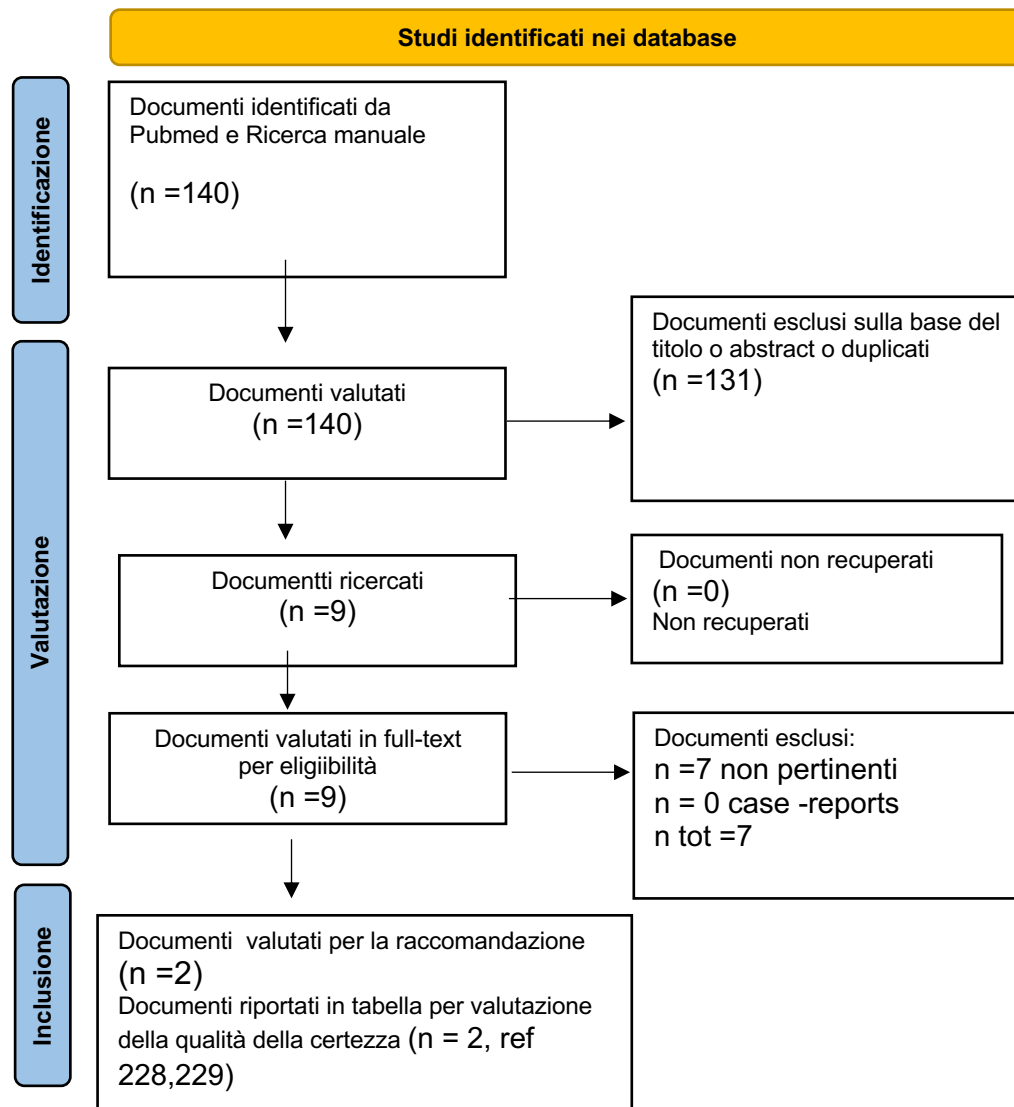 Studi identificati nei database
Identificazione
Documenti identificati da
Pubmed e Ricerca manuale
(n =140)
Valutazione
Documenti valutati
(n =140)
Documenti esclusi sulla base del
titolo o abstract o duplicati
(n =131)
Documentti ricercati
(n =9)
Documenti non recuperati
(n =0)
Non recuperati
Documenti valutati in full-text
per eligiibilità
(n =9)
Documenti esclusi:
n =7 non pertinenti
n = 0 case -reports
n tot =7
Inclusione
Documenti  valutati per la raccomandazione
(n =2)
Documenti riportati in tabella per valutazione
della qualità della certezza (n = 2, ref
228,229)